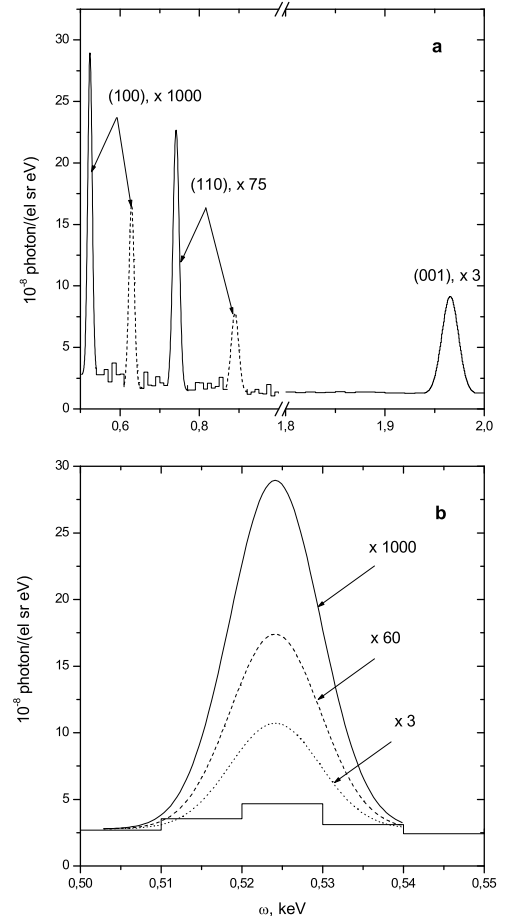 a
30
25
20
15
10
5
0
10⁻⁸ photon/(el sr eV)
(100), x 1000
(110), x 75
(001), x 3
0,6
0,8
1,8
1,9
2,0
b
30
25
20
15
10
5
0
10⁻⁸ photon/(el sr eV)
x 1000
x 60
x 3
0,50
0,51
0,52
0,53
0,54
0,55
ω, keV